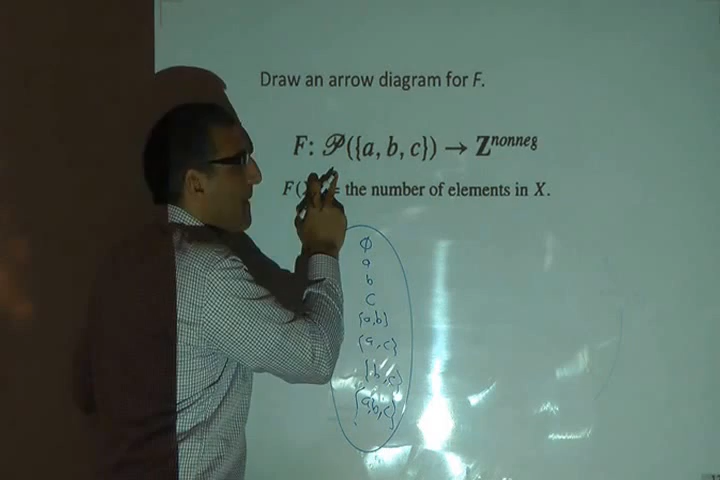 Draw an arrow diagram for F.
F: 𝒫({a, b, c}) → Z^nonneg
F(X) = the number of elements in X.
∅
a
b
c
{a,b}
{a,c}
{b,c}
{a,b,c}